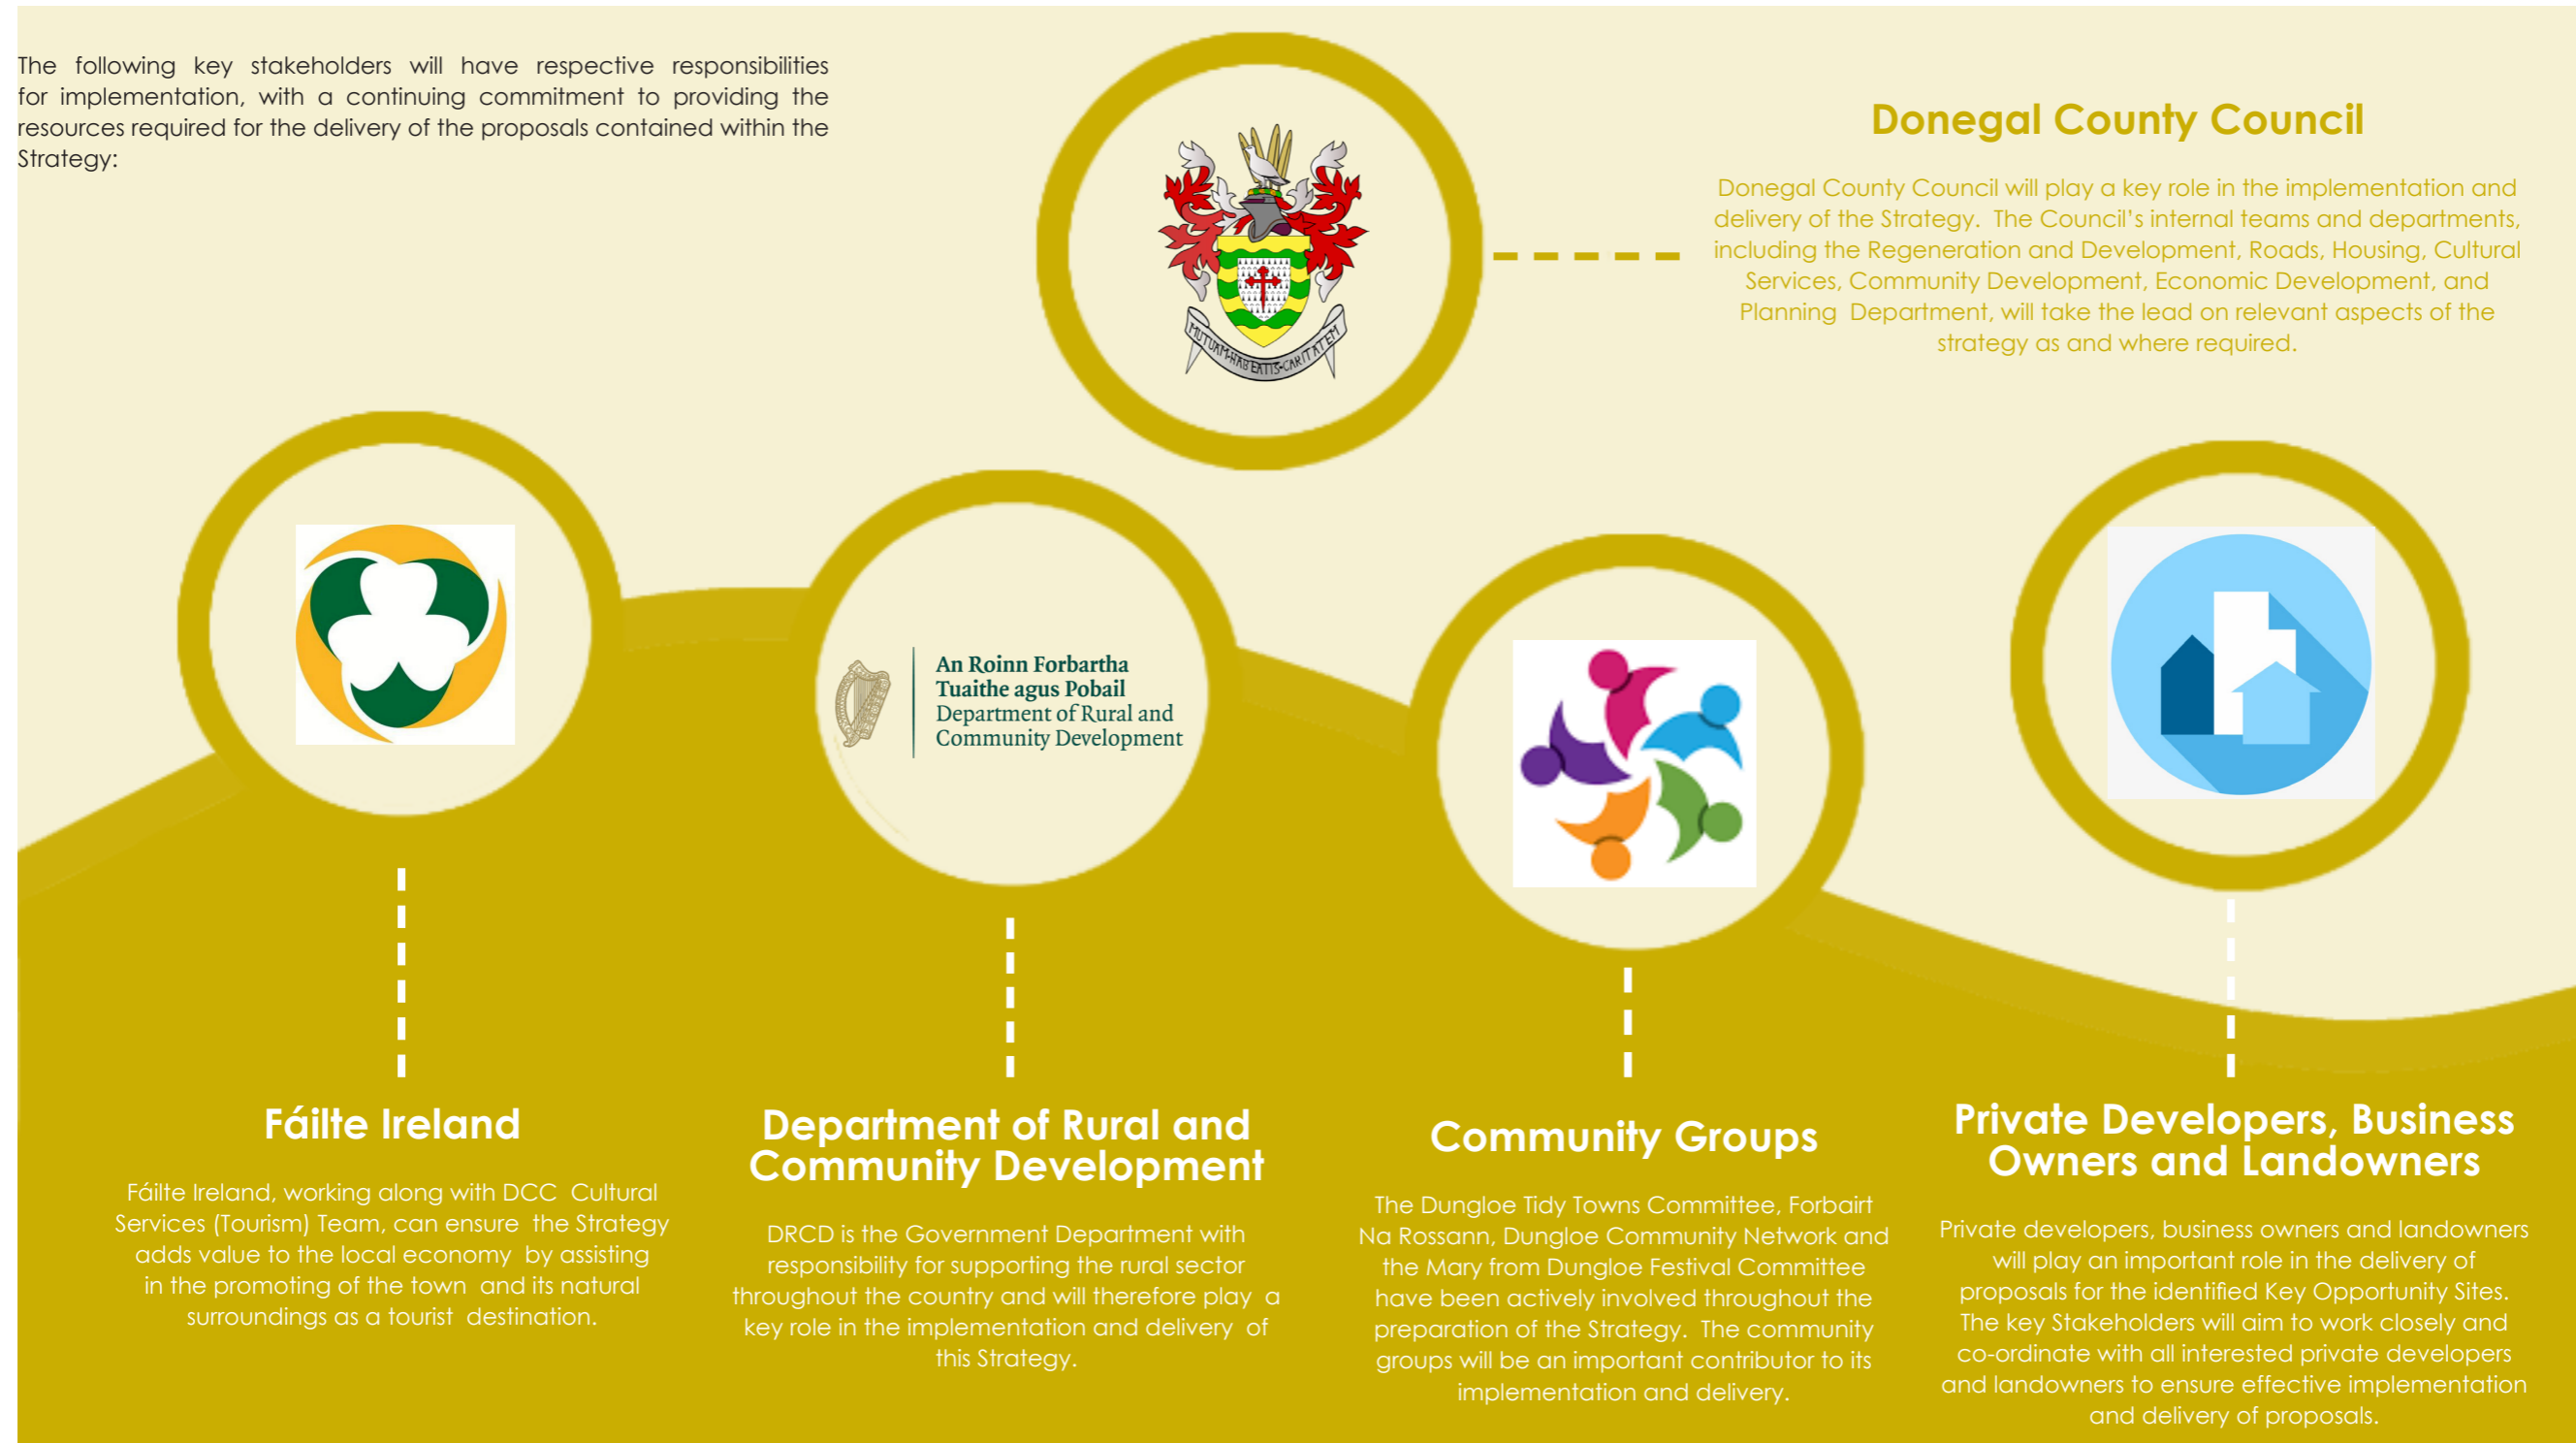 The following key stakeholders will have respective responsibilities
for implementation, with a continuing commitment to providing the
resources required for the delivery of the proposals contained within the
Strategy:
MUTUAM·HABEATIS·CARITATEM
Donegal County Council
Donegal County Council will play a key role in the implementation and
delivery of the Strategy. The Council's internal teams and departments,
including the Regeneration and Development, Roads, Housing, Cultural
Services, Community Development, Economic Development, and
Planning Department, will take the lead on relevant aspects of the
strategy as and where required.
An Roinn Forbartha
Tuaithe agus Pobail
Department of Rural and
Community Development
Fáilte Ireland
Fáilte Ireland, working along with DCC Cultural
Services (Tourism) Team, can ensure the Strategy
adds value to the local economy by assisting
in the promoting of the town and its natural
surroundings as a tourist destination.
Department of Rural and
Community Development
DRCD is the Government Department with
responsibility for supporting the rural sector
throughout the country and will therefore play a
key role in the implementation and delivery of
this Strategy.
Community Groups
The Dungloe Tidy Towns Committee, Forbairt
Na Rossann, Dungloe Community Network and
the Mary from Dungloe Festival Committee
have been actively involved throughout the
preparation of the Strategy. The community
groups will be an important contributor to its
implementation and delivery.
Private Developers, Business
Owners and Landowners
Private developers, business owners and landowners
will play an important role in the delivery of
proposals for the identified Key Opportunity Sites.
The key Stakeholders will aim to work closely and
co-ordinate with all interested private developers
and landowners to ensure effective implementation
and delivery of proposals.